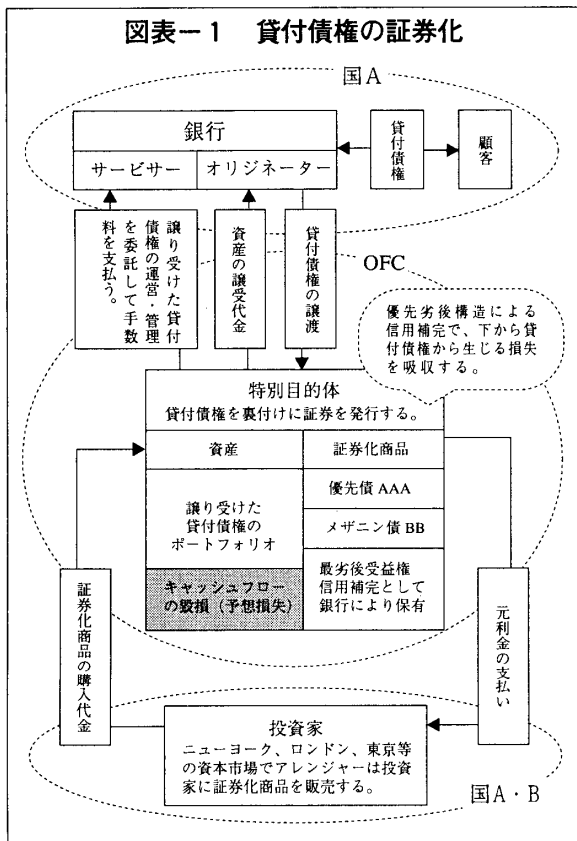 図表－1　貸付債権の証券化
国A
銀行
サービサー
オリジネーター
貸付債権
顧客
譲り受けた貸付
債権の運営・管理
を委託して手数
料を支払う。
資産の譲受代金
貸付債権の譲渡
OFC
優先劣後構造による
信用補完で、下から貸
付債権から生じる損失
を吸収する。
特別目的体
貸付債権を裏付けに証券を発行する。
資産
証券化商品
譲り受けた
貸付債権の
ポートフォリオ
優先債 AAA
メザニン債 BB
キャッシュフロー
の毀損（予想損失）
最劣後受益権
信用補完として
銀行により保有
証券化商品の購入代金
元利金の支払い
投資家
ニューヨーク、ロンドン、東京等
の資本市場でアレンジャーは投資
家に証券化商品を販売する。
国A・B